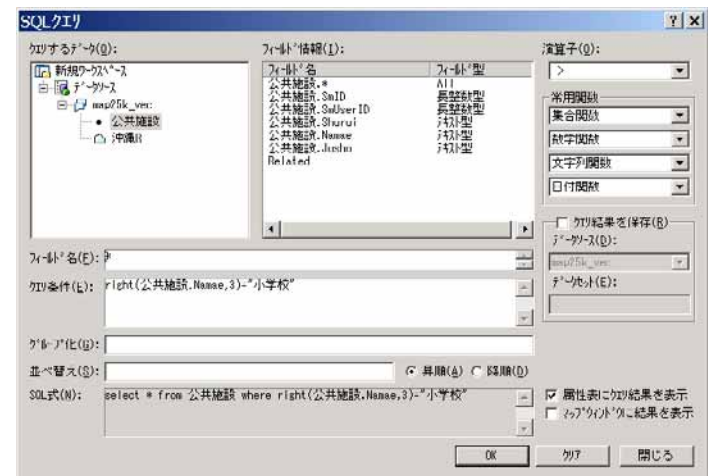 SQLクエリ
クエリするデータ(Q):
新規ワークスペース
データソース
map25k_ver:
公共施設
沖縄R
フィールド情報(I):
フィールド名 フィールド型
公共施設.* All
公共施設.SmID 長整数型
公共施設.SmUserID 長整数型
公共施設.Shurui テキスト型
公共施設.Namae テキスト型
公共施設.Jusho テキスト型
Related
演算子(O):
>
常用関数
集合関数
数学関数
文字列関数
日付関数
クエリ結果を保存(R)
データソース(D):
map25k_ver
データセット(E):
フィールド名(F): *
クエリ条件(E): right(公共施設.Namae,3)="小学校"
グループ化(G):
並べ替え(S): 昇順(A) 降順(D)
SQL式(N): select * from 公共施設 where right(公共施設.Namae,3)="小学校"
属性表にクエリ結果を表示
マップウィンドウに結果を表示
OK クリア 閉じる